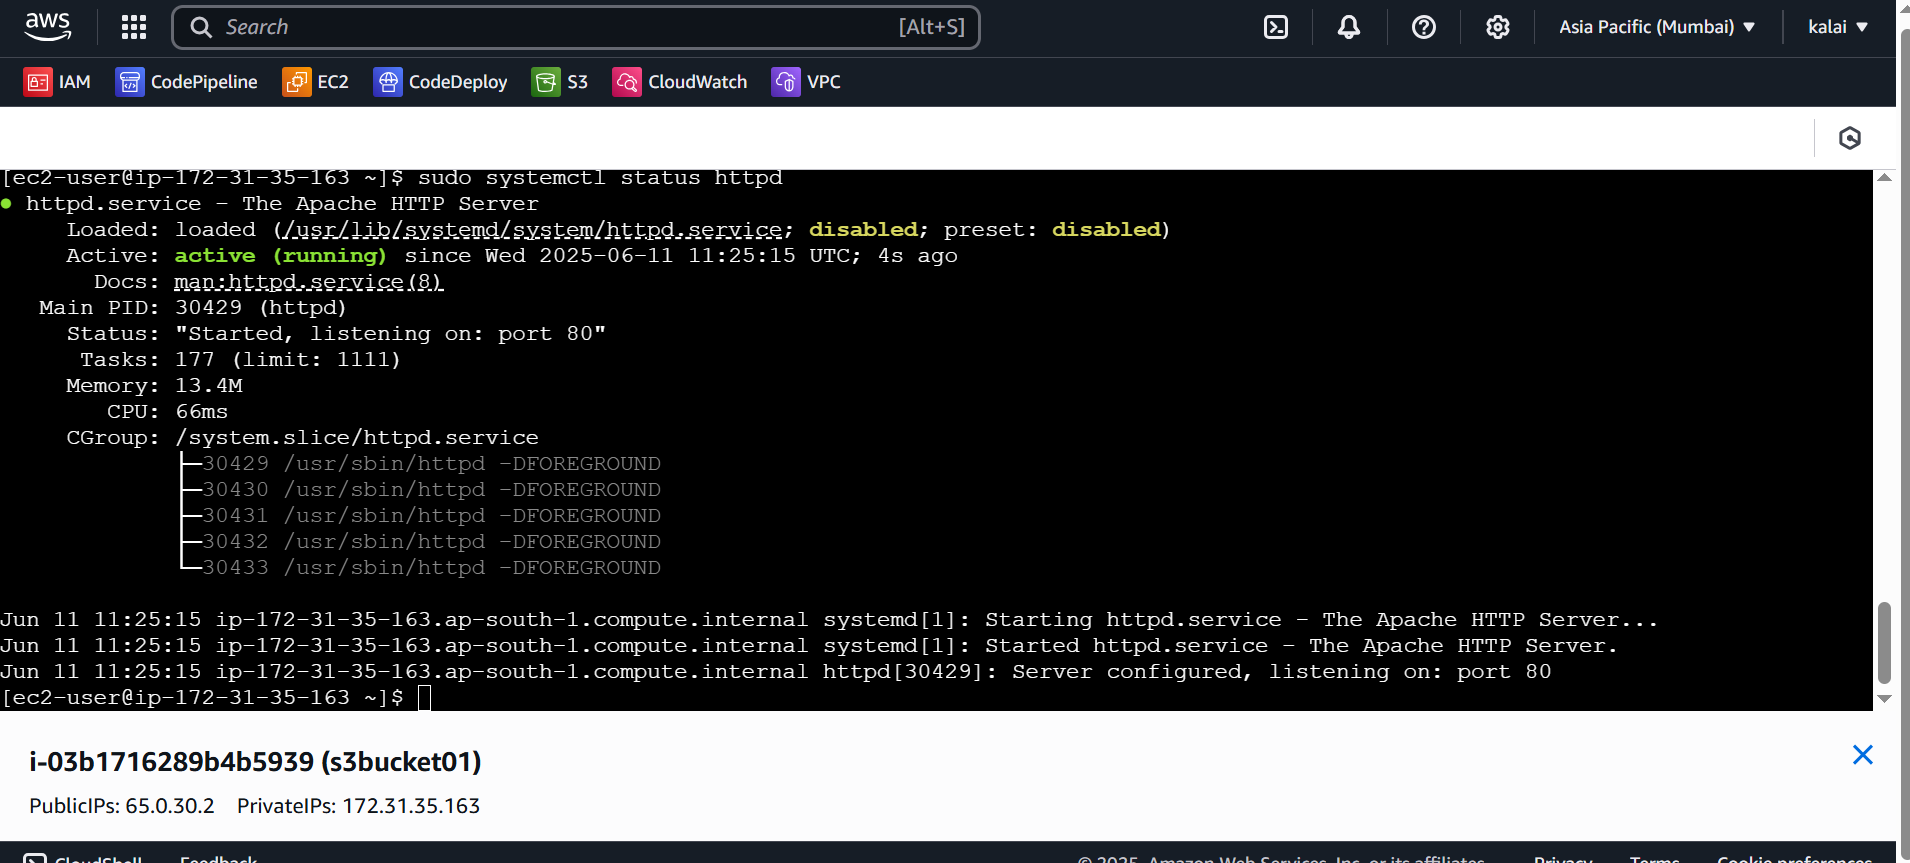 aws
Search [Alt+S]
Asia Pacific (Mumbai) ▼ kalai ▼
IAM CodePipeline EC2 CodeDeploy S3 CloudWatch VPC
[ec2-user@ip-172-31-35-163 ~]$ sudo systemctl status httpd
● httpd.service - The Apache HTTP Server
Loaded: loaded (/usr/lib/systemd/system/httpd.service; disabled; preset: disabled)
Active: active (running) since Wed 2025-06-11 11:25:15 UTC; 4s ago
Docs: man:httpd.service(8)
Main PID: 30429 (httpd)
Status: "Started, listening on: port 80"
Tasks: 177 (limit: 1111)
Memory: 13.4M
CPU: 66ms
CGroup: /system.slice/httpd.service
├─30429 /usr/sbin/httpd -DFOREGROUND
├─30430 /usr/sbin/httpd -DFOREGROUND
├─30431 /usr/sbin/httpd -DFOREGROUND
├─30432 /usr/sbin/httpd -DFOREGROUND
└─30433 /usr/sbin/httpd -DFOREGROUND
Jun 11 11:25:15 ip-172-31-35-163.ap-south-1.compute.internal systemd[1]: Starting httpd.service - The Apache HTTP Server...
Jun 11 11:25:15 ip-172-31-35-163.ap-south-1.compute.internal systemd[1]: Started httpd.service - The Apache HTTP Server.
Jun 11 11:25:15 ip-172-31-35-163.ap-south-1.compute.internal httpd[30429]: Server configured, listening on: port 80
[ec2-user@ip-172-31-35-163 ~]$
i-03b1716289b4b5939 (s3bucket01)
PublicIPs: 65.0.30.2 PrivateIPs: 172.31.35.163
CloudShell Feedback © 2025, Amazon Web Services, Inc. or its affiliates. Privacy Terms Cookie preferences